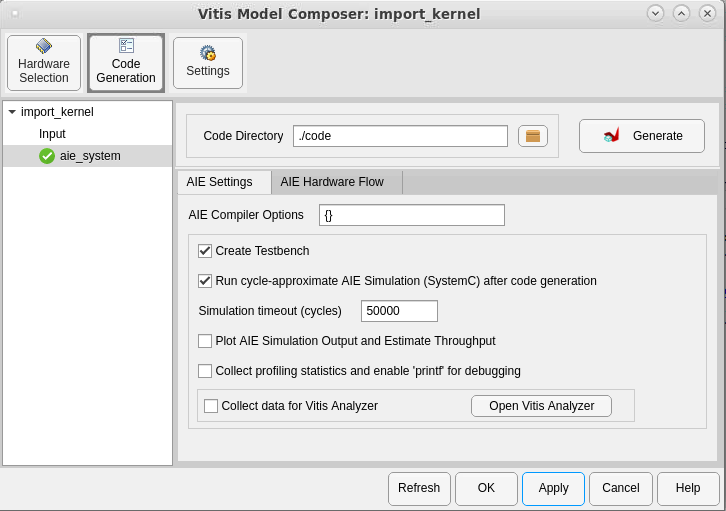 Vitis Model Composer: import_kernel
Hardware
Selection
Code
Generation
Settings
import_kernel
Input
aie_system
Code Directory
./code
Generate
AIE Settings
AIE Hardware Flow
AIE Compiler Options
{}
Create Testbench
Run cycle-approximate AIE Simulation (SystemC) after code generation
Simulation timeout (cycles)
50000
Plot AIE Simulation Output and Estimate Throughput
Collect profiling statistics and enable 'printf' for debugging
Collect data for Vitis Analyzer
Open Vitis Analyzer
Refresh
OK
Apply
Cancel
Help